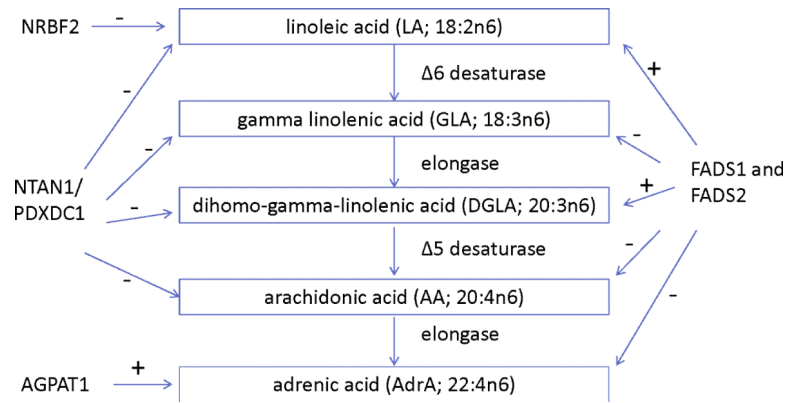 NRBF2
-
linoleic acid (LA; 18:2n6)
Δ6 desaturase
+
-
gamma linolenic acid (GLA; 18:3n6)
-
-
elongase
NTAN1/
PDXDC1
FADS1 and
FADS2
+
-
dihomo-gamma-linolenic acid (DGLA; 20:3n6)
Δ5 desaturase
-
-
arachidonic acid (AA; 20:4n6)
-
elongase
AGPAT1
+
adrenic acid (AdrA; 22:4n6)